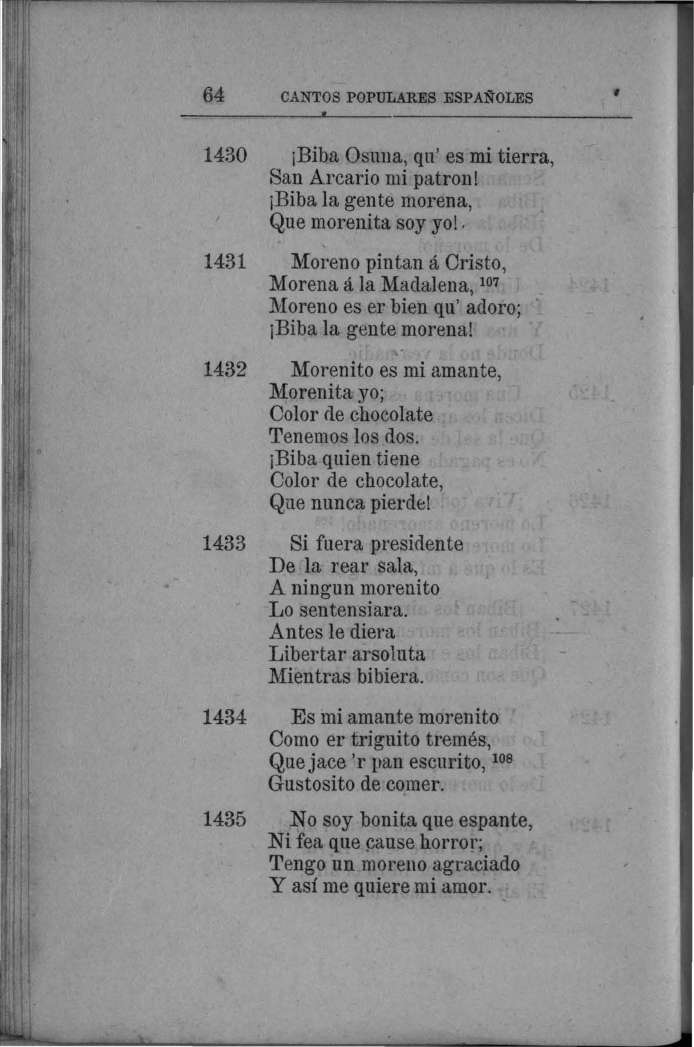 64 CANTOS POPULARES ESPAÑOLES
1430 ¡Biba Osuna, qu' es mi tierra,
San Arcario mi patron!
¡Biba la gente morena,
Que morenita soy yo!
1431 Moreno pintan á Cristo,
Morena á la Madalena, 107
Moreno es er bien qu' adoro;
¡Biba la gente morena!
1432 Morenito es mi amante,
Morenita yo;
Color de chocolate
Tenemos los dos.
¡Biba quien tiene
Color de chocolate,
Que nunca pierde!
1433 Si fuera presidente
De la rear sala,
A ningun morenito
Lo sentensiara.
Antes le diera
Libertar arsoluta
Mientras bibiera.
1434 Es mi amante morenito
Como er triguito tremés,
Que jace 'r pan escurito, 108
Gustosito de comer.
1435 No soy bonita que espante,
Ni fea que cause horror;
Tengo un moreno agraciado
Y así me quiere mi amor.